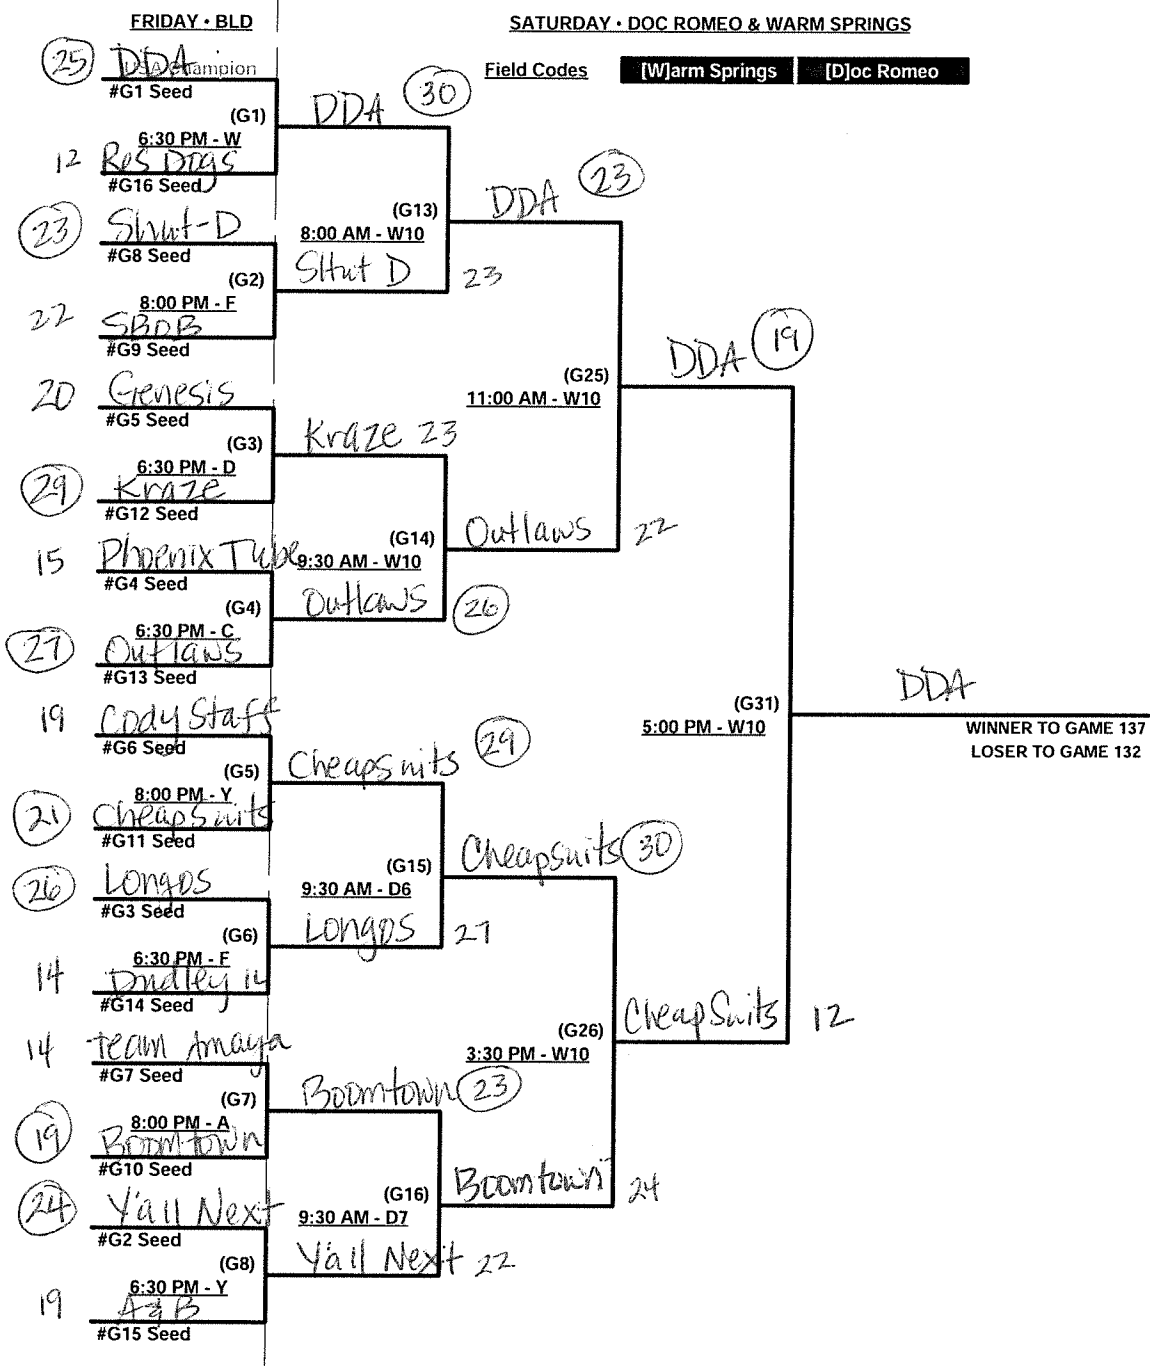 FRIDAY • BLD
SATURDAY • DOC ROMEO & WARM SPRINGS
Field Codes
[W]arm Springs
[D]oc Romeo
25 DDA
USA Champion
#G1 Seed
(G1)
6:30 PM - W
12 Res Dogs
#G16 Seed
23 Shut-D
#G8 Seed
(G2)
8:00 PM - F
22 SBOB
#G9 Seed
20 Genesis
#G5 Seed
(G3)
6:30 PM - D
29 Kraze
#G12 Seed
15 Phoenix Tube
#G4 Seed
(G4)
6:30 PM - C
27 Outlaws
#G13 Seed
19 Cody Staff
#G6 Seed
(G5)
8:00 PM - Y
21 CheapSuits
#G11 Seed
26 Longos
#G3 Seed
(G6)
6:30 PM - F
14 Dudley 14
#G14 Seed
14 team Amaya
#G7 Seed
(G7)
8:00 PM - A
19 Boomtown
#G10 Seed
24 Y'all Next
#G2 Seed
(G8)
6:30 PM - Y
19 A&B
#G15 Seed
DDA 30
(G13)
8:00 AM - W10
SHut D 23
Kraze 23
(G14)
9:30 AM - W10
Outlaws 26
Cheapsuits 29
(G15)
9:30 AM - D6
Longos 27
Boomtown 23
(G16)
9:30 AM - D7
Y'all Next 22
DDA 23
(G25)
11:00 AM - W10
Outlaws 22
Cheapsuits 30
(G26)
3:30 PM - W10
Boomtown 24
DDA 19
(G31)
5:00 PM - W10
CheapSuits 12
DDA
WINNER TO GAME 137
LOSER TO GAME 132